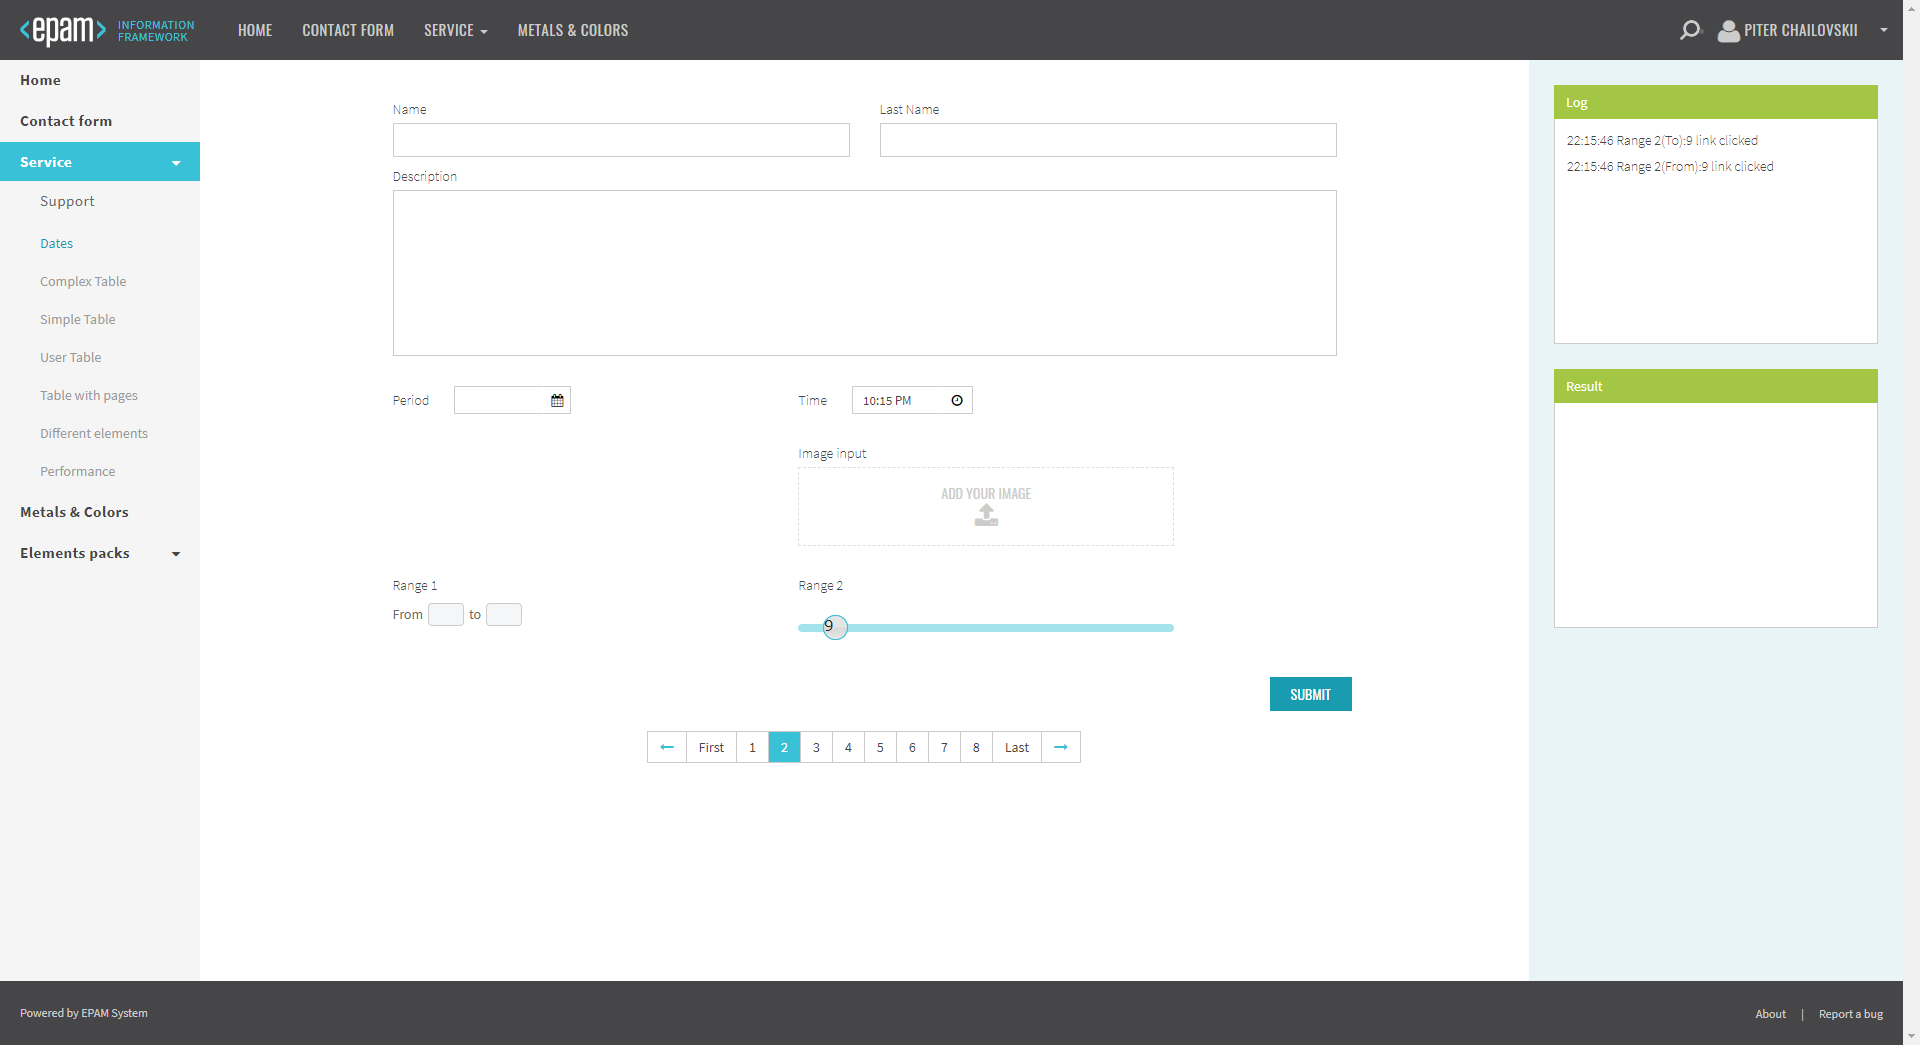 <epam> INFORMATION FRAMEWORK
HOME
CONTACT FORM
SERVICE
METALS & COLORS
PITER CHAILOVSKII
Home
Contact form
Service
Support
Dates
Complex Table
Simple Table
User Table
Table with pages
Different elements
Performance
Metals & Colors
Elements packs
Name
Last Name
Description
Period
Time 10:15 PM
Image input
ADD YOUR IMAGE
Range 1
From to
Range 2
9
SUBMIT
First 1 2 3 4 5 6 7 8 Last
Log
22:15:46 Range 2(To):9 link clicked
22:15:46 Range 2(From):9 link clicked
Result
Powered by EPAM System
About | Report a bug